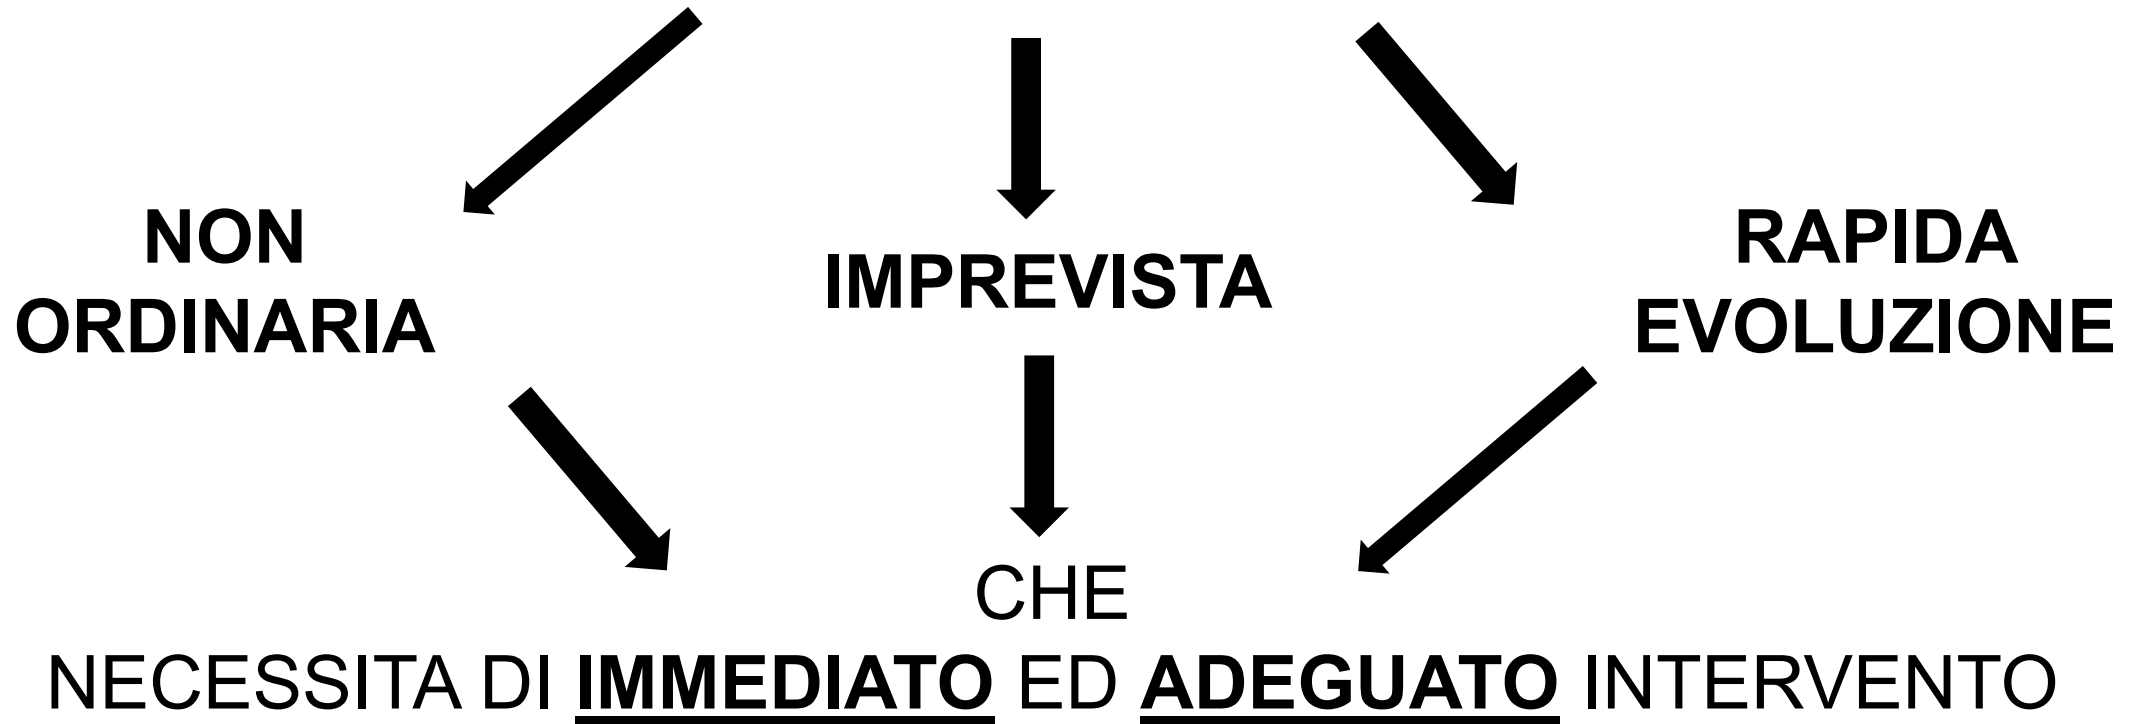 NON
ORDINARIA
IMPREVISTA
RAPIDA
EVOLUZIONE
CHE
NECESSITA DI IMMEDIATO ED ADEGUATO INTERVENTO